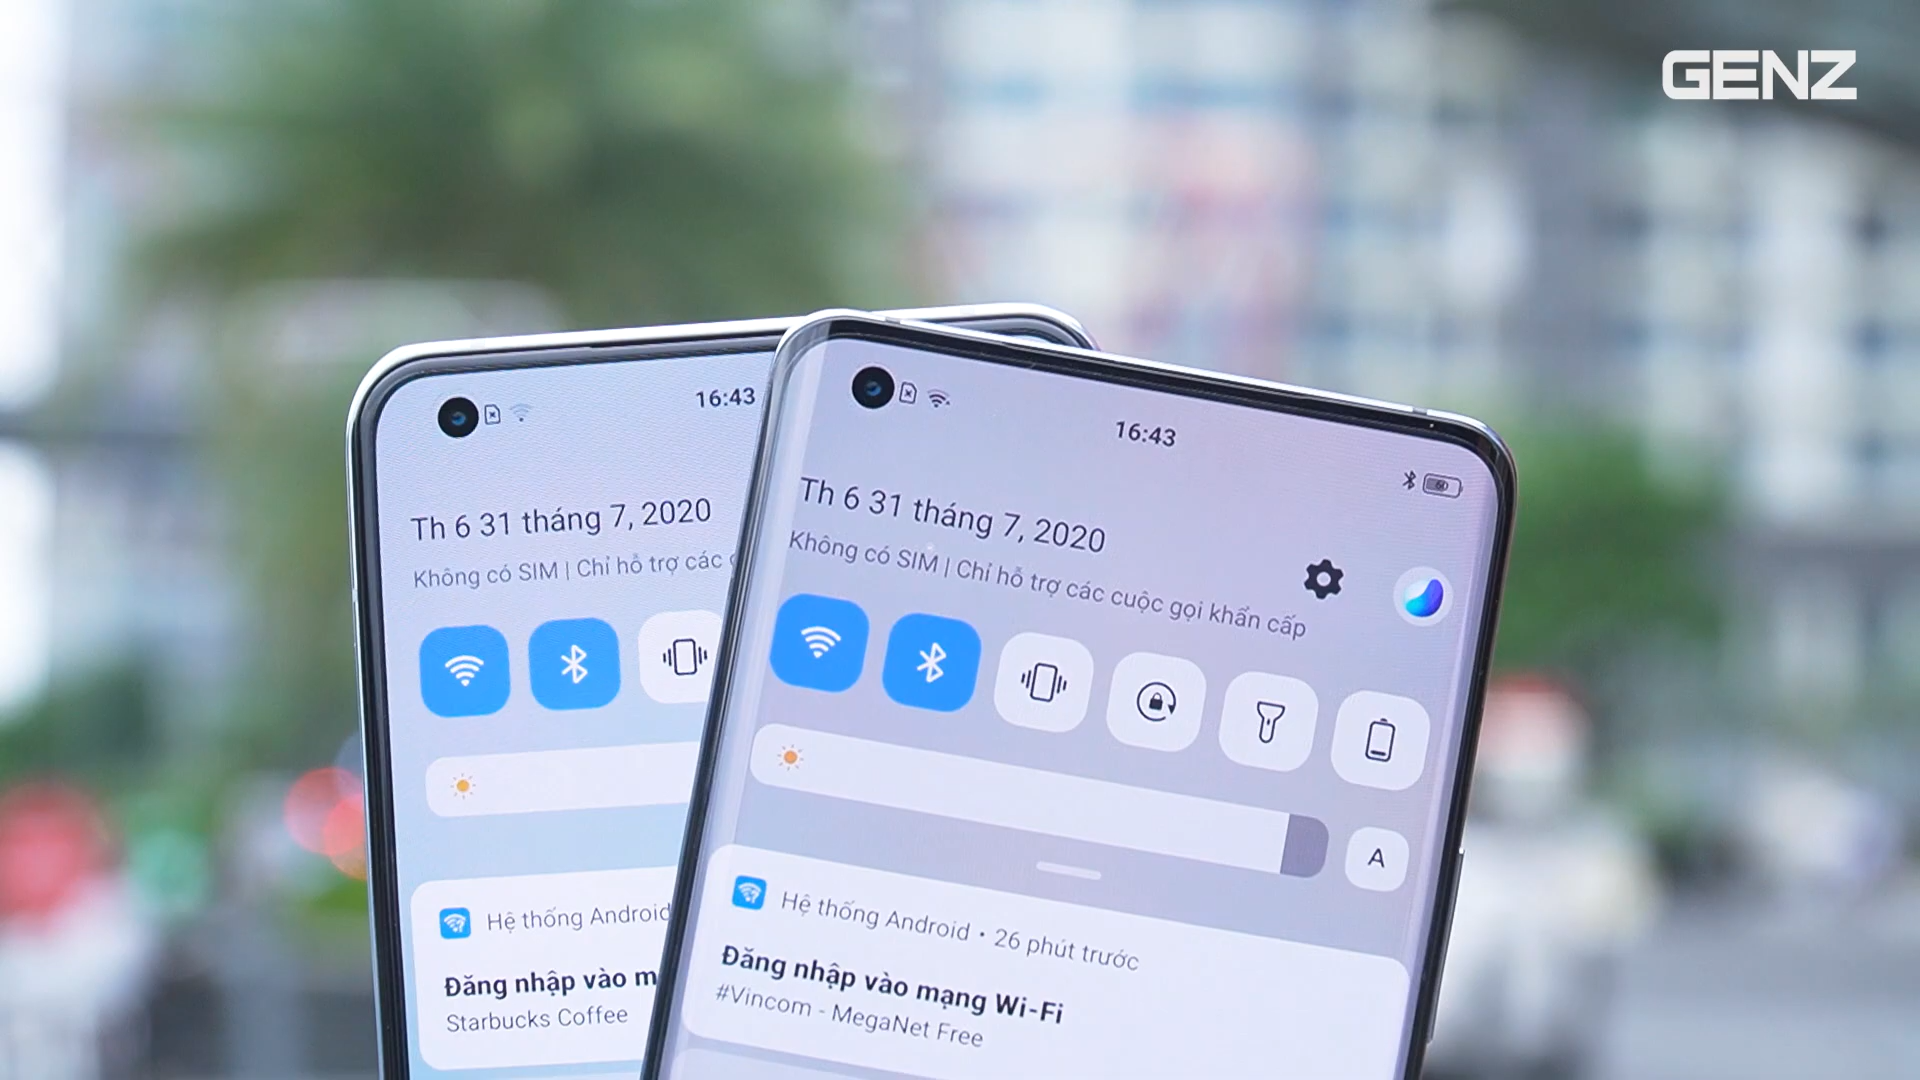 GENZ
16:43
Th 6 31 tháng 7, 2020
Không có SIM | Chỉ hỗ trợ các
Hệ thống Android
Đăng nhập vào m
Starbucks Coffee
16:43
60
Th 6 31 tháng 7, 2020
Không có SIM | Chỉ hỗ trợ các cuộc gọi khẩn cấp
A
Hệ thống Android • 26 phút trước
Đăng nhập vào mạng Wi-Fi
#Vincom - MegaNet Free